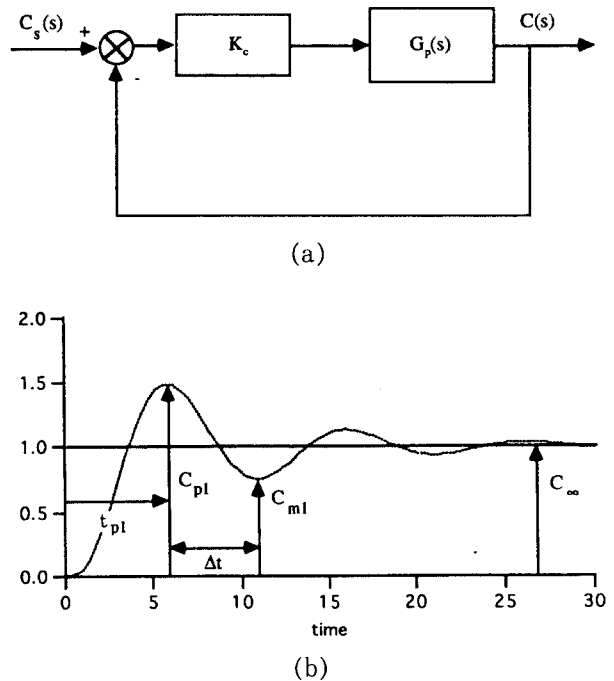 C_s(s)
+
-
K_c
G_p(s)
C(s)
(a)
2.0
1.5
1.0
0.5
0.0
C_p1
t_p1
Δt
C_m1
C_∞
0 5 10 15 20 25 30
time
(b)